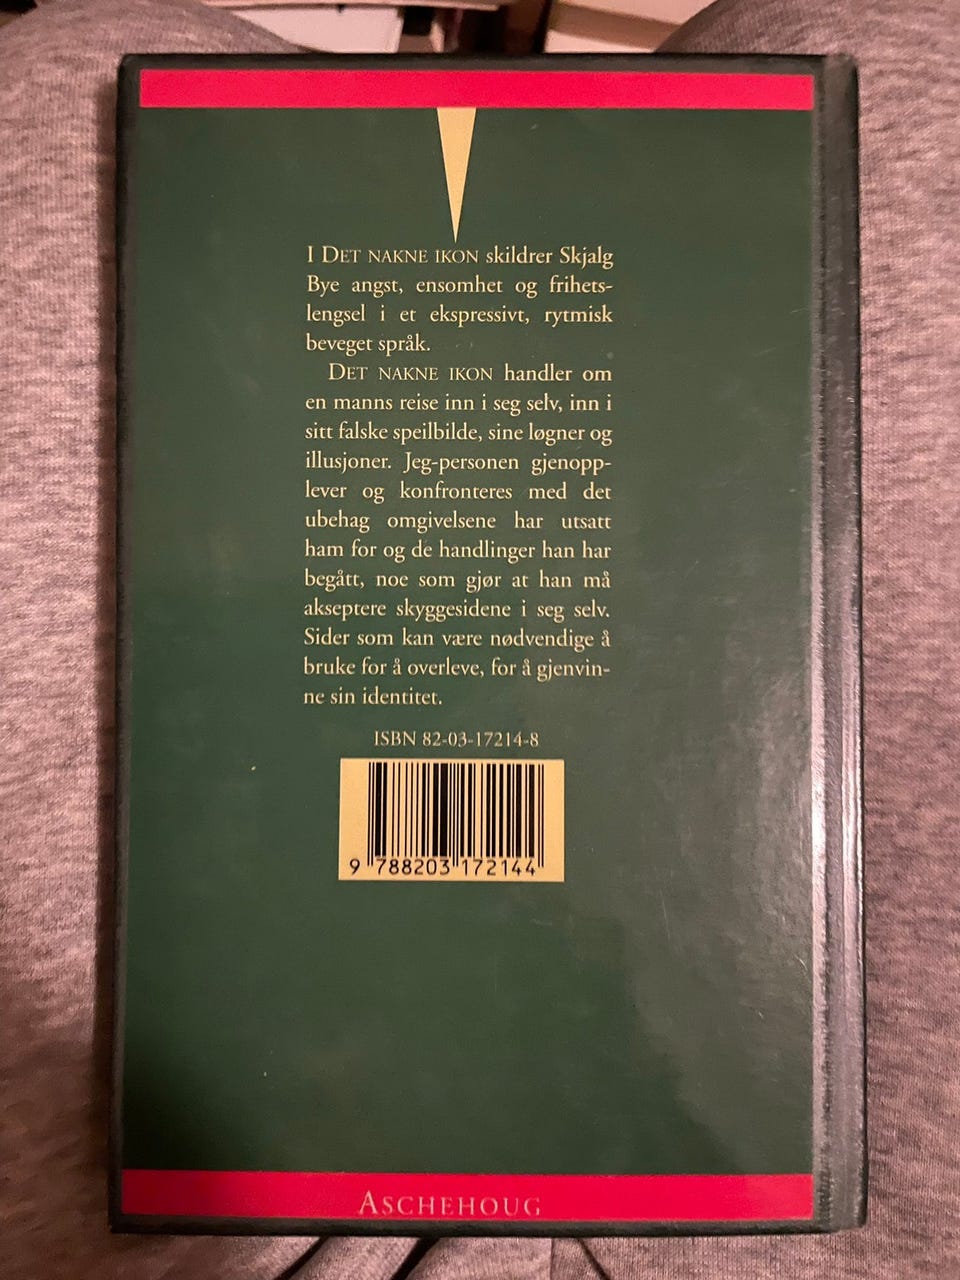 I DET NAKNE IKON skildrer Skjalg
Bye angst, ensomhet og frihets-
lengsel i et ekspressivt, rytmisk
beveget språk.
DET NAKNE IKON handler om
en manns reise inn i seg selv, inn i
sitt falske speilbilde, sine løgner og
illusjoner. Jeg-personen gjenopp-
lever og konfronteres med det
ubehag omgivelsene har utsatt
ham for og de handlinger han har
begått, noe som gjør at han må
akseptere skyggesidene i seg selv.
Sider som kan være nødvendige å
bruke for å overleve, for å gjenvin-
ne sin identitet.
ISBN 82-03-17214-8
9 788203 172144
ASCHEHOUG